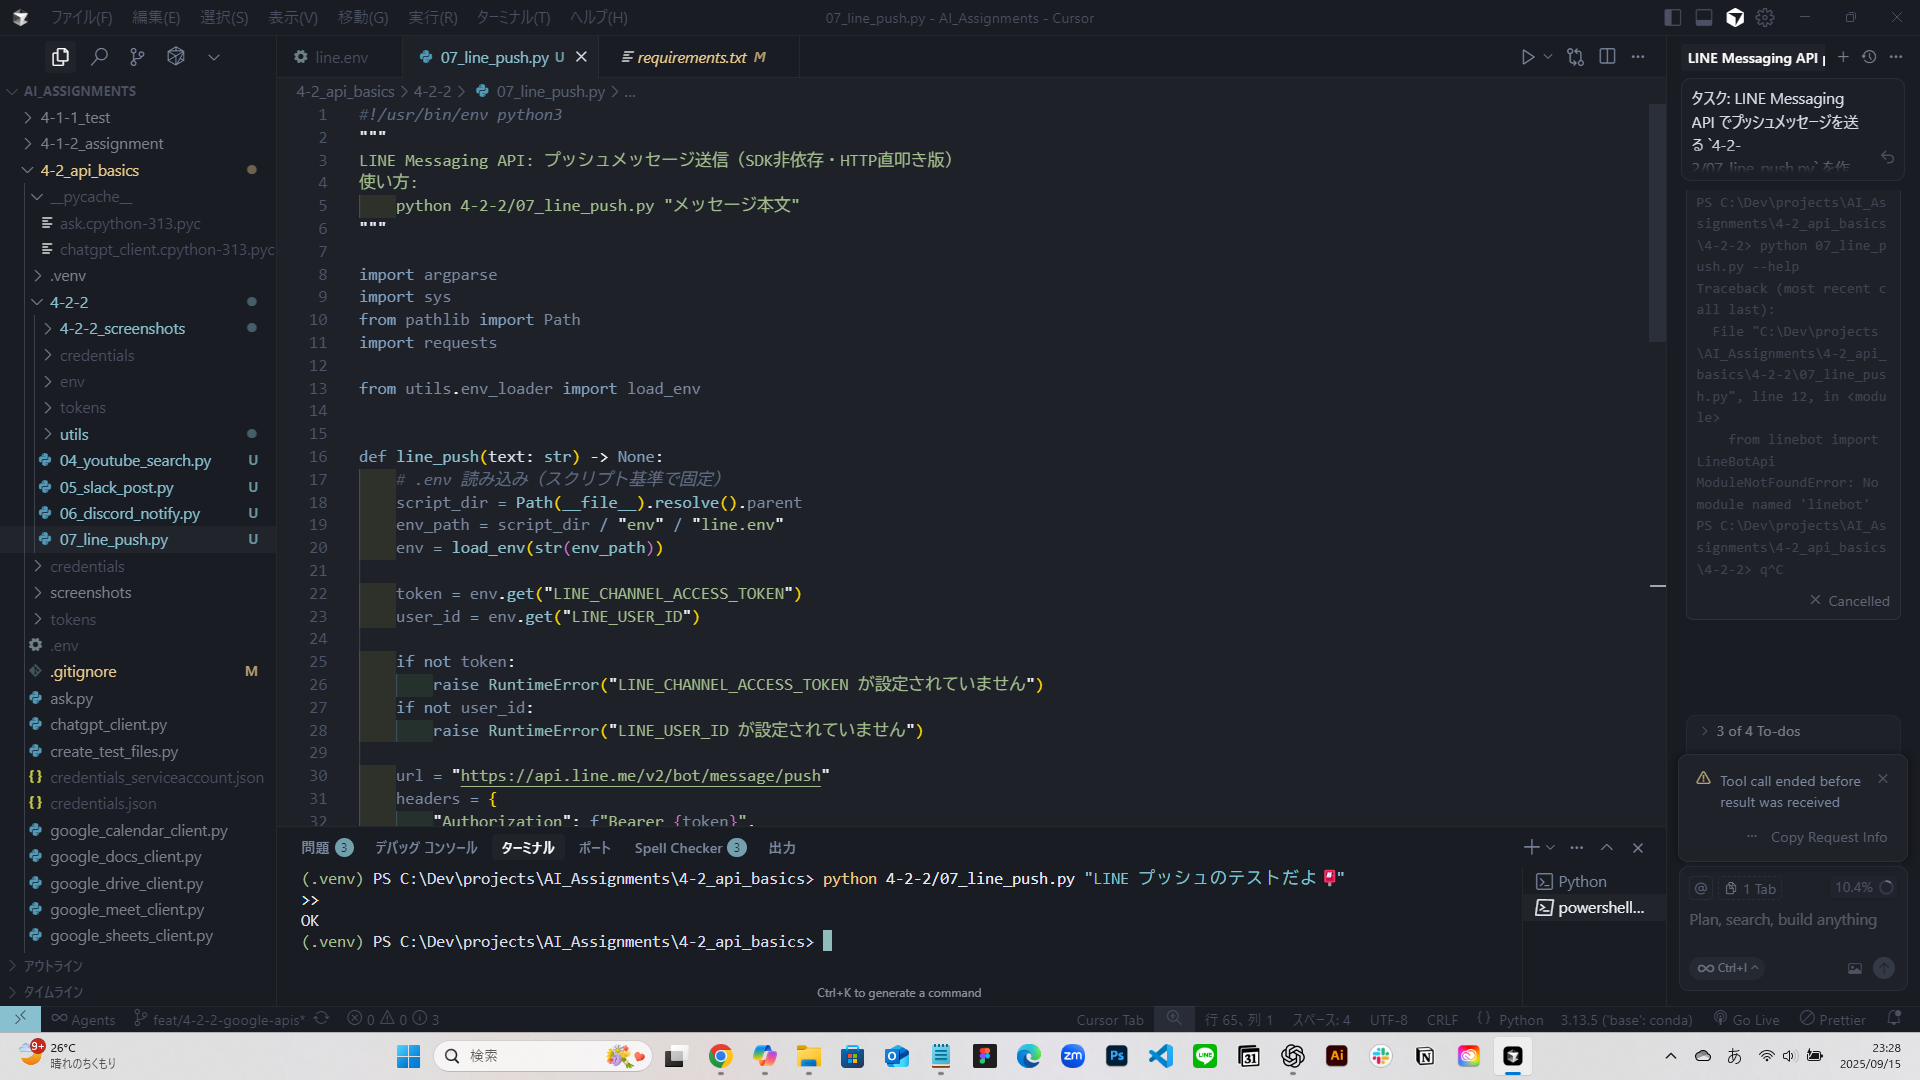 ファイル(F) 編集(E) 選択(S) 表示(V) 移動(G) 実行(R) ターミナル(T) ヘルプ(H)
07_line_push.py - AI_Assignments - Cursor
AI_ASSIGNMENTS
4-1-1_test
4-1-2_assignment
4-2_api_basics
__pycache__
ask.cpython-313.pyc
chatgpt_client.cpython-313.pyc
.venv
4-2-2
4-2-2_screenshots
credentials
env
tokens
utils
04_youtube_search.py U
05_slack_post.py U
06_discord_notify.py U
07_line_push.py U
credentials
screenshots
tokens
.env
.gitignore M
ask.py
chatgpt_client.py
create_test_files.py
credentials_serviceaccount.json
credentials.json
google_calendar_client.py
google_docs_client.py
google_drive_client.py
google_meet_client.py
google_sheets_client.py
アウトライン
タイムライン
line.env
07_line_push.py U
requirements.txt M
4-2_api_basics > 4-2-2 > 07_line_push.py > ...
1 #!/usr/bin/env python3
2 """
3 LINE Messaging API: プッシュメッセージ送信（SDK非依存・HTTP直叩き版）
4 使い方:
5 python 4-2-2/07_line_push.py "メッセージ本文"
6 """
7
8 import argparse
9 import sys
10 from pathlib import Path
11 import requests
12
13 from utils.env_loader import load_env
14
15
16 def line_push(text: str) -> None:
17 # .env 読み込み（スクリプト基準で固定）
18 script_dir = Path(__file__).resolve().parent
19 env_path = script_dir / "env" / "line.env"
20 env = load_env(str(env_path))
21
22 token = env.get("LINE_CHANNEL_ACCESS_TOKEN")
23 user_id = env.get("LINE_USER_ID")
24
25 if not token:
26 raise RuntimeError("LINE_CHANNEL_ACCESS_TOKEN が設定されていません")
27 if not user_id:
28 raise RuntimeError("LINE_USER_ID が設定されていません")
29
30 url = "https://api.line.me/v2/bot/message/push"
31 headers = {
32 "Authorization": f"Bearer {token}",
問題 3 デバッグ コンソール ターミナル ポート Spell Checker 3 出力
(.venv) PS C:\Dev\projects\AI_Assignments\4-2_api_basics> python 4-2-2/07_line_push.py "LINE プッシュのテストだよ📮"
>>
OK
(.venv) PS C:\Dev\projects\AI_Assignments\4-2_api_basics>
Ctrl+K to generate a command
Python
powershell...
LINE Messaging API
タスク: LINE Messaging
API でプッシュメッセージを送
る `4-2-
2/07_line_push.py` を作
PS C:\Dev\projects\AI_As
signments\4-2_api_basics
\4-2-2> python 07_line_p
ush.py --help
Traceback (most recent c
all last):
File "C:\Dev\projects
\AI_Assignments\4-2_api_
basics\4-2-2\07_line_pus
h.py", line 12, in <modu
le>
from linebot import
LineBotApi
ModuleNotFoundError: No
module named 'linebot'
PS C:\Dev\projects\AI_As
signments\4-2_api_basics
\4-2-2> q^C
Cancelled
3 of 4 To-dos
Tool call ended before
result was received
Copy Request Info
@ 1 Tab 10.4%
Plan, search, build anything
Ctrl+I
Agents feat/4-2-2-google-apis* 0 0 3
Cursor Tab 行 65、列 1 スペース: 4 UTF-8 CRLF {} Python 3.13.5 ('base': conda) Go Live Prettier
9+
26°C
晴れのちくもり
検索
zm
Ps
LINE
31
Ai
あ
23:28
2025/09/15